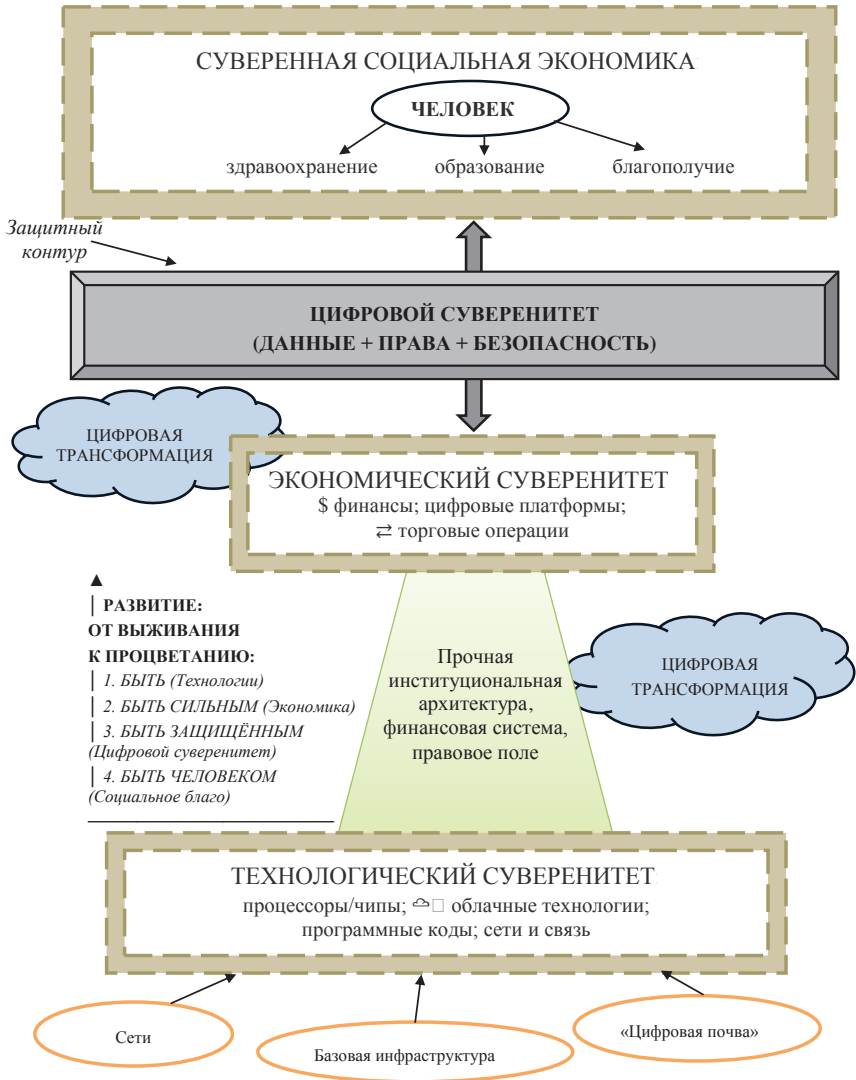 СУВЕРЕННАЯ СОЦИАЛЬНАЯ ЭКОНОМИКА
ЧЕЛОВЕК
здравоохранение образование благополучие
Защитный
контур
ЦИФРОВОЙ СУВЕРЕНИТЕТ
(ДАННЫЕ + ПРАВА + БЕЗОПАСНОСТЬ)
ЦИФРОВАЯ
ТРАНСФОРМАЦИЯ
ЭКОНОМИЧЕСКИЙ СУВЕРЕНИТЕТ
$ финансы; цифровые платформы;
⇄ торговые операции
▲
| РАЗВИТИЕ:
ОТ ВЫЖИВАНИЯ
К ПРОЦВЕТАНИЮ:
| 1. БЫТЬ (Технологии)
| 2. БЫТЬ СИЛЬНЫМ (Экономика)
| 3. БЫТЬ ЗАЩИЩЁННЫМ
(Цифровой суверенитет)
| 4. БЫТЬ ЧЕЛОВЕКОМ
(Социальное благо)
Прочная
институциональная
архитектура,
финансовая система,
правовое поле
ЦИФРОВАЯ
ТРАНСФОРМАЦИЯ
ТЕХНОЛОГИЧЕСКИЙ СУВЕРЕНИТЕТ
процессоры/чипы; ☁□ облачные технологии;
программные коды; сети и связь
Сети
Базовая инфраструктура
«Цифровая почва»